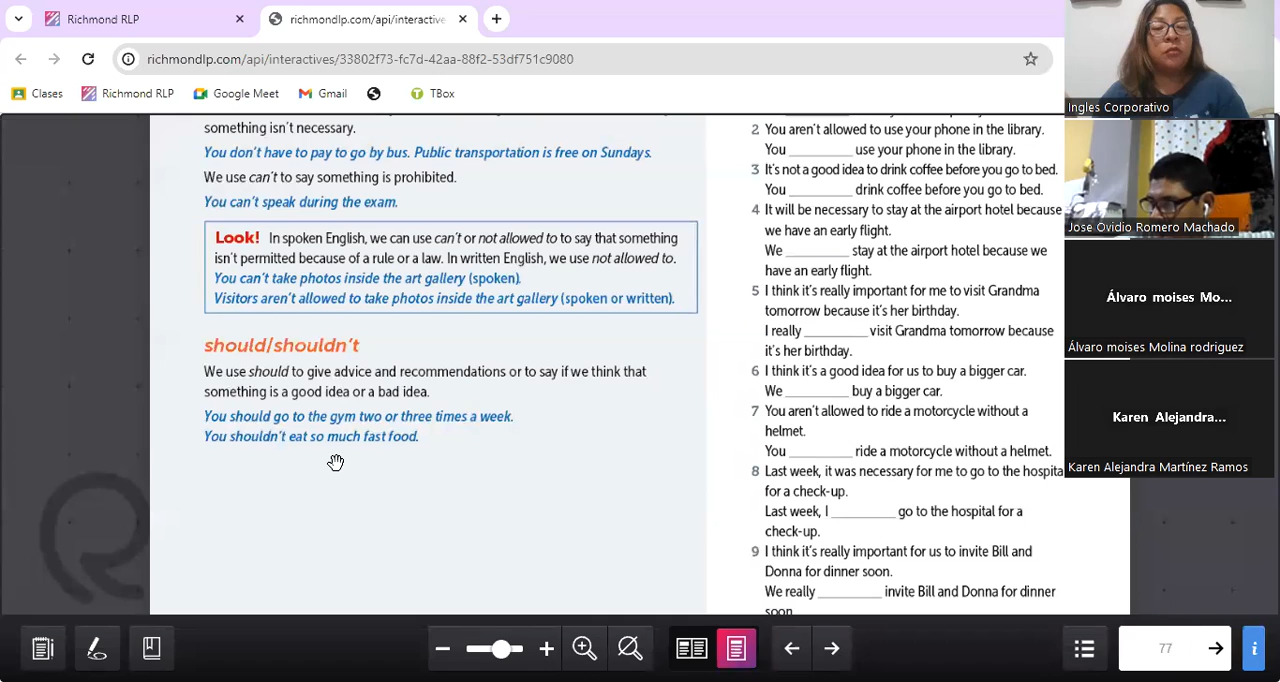 Richmond RLP
richmondlp.com/api/interactive
richmondlp.com/api/interactives/33802f73-fc7d-42aa-88f2-53df751c9080
Clases
Richmond RLP
Google Meet
Gmail
TBox
something isn't necessary.
You don't have to pay to go by bus. Public transportation is free on Sundays.
We use can't to say something is prohibited.
You can't speak during the exam.
Look! In spoken English, we can use can't or not allowed to to say that something
isn't permitted because of a rule or a law. In written English, we use not allowed to.
You can't take photos inside the art gallery (spoken).
Visitors aren't allowed to take photos inside the art gallery (spoken or written).
should/shouldn't
We use should to give advice and recommendations or to say if we think that
something is a good idea or a bad idea.
You should go to the gym two or three times a week.
You shouldn't eat so much fast food.
2 You aren't allowed to use your phone in the library.
You ________ use your phone in the library.
3 It's not a good idea to drink coffee before you go to bed.
You ________ drink coffee before you go to bed.
4 It will be necessary to stay at the airport hotel because
we have an early flight.
We ________ stay at the airport hotel because we
have an early flight.
5 I think it's really important for me to visit Grandma
tomorrow because it's her birthday.
I really ________ visit Grandma tomorrow because
it's her birthday.
6 I think it's a good idea for us to buy a bigger car.
We ________ buy a bigger car.
7 You aren't allowed to ride a motorcycle without a
helmet.
You ________ ride a motorcycle without a helmet.
8 Last week, it was necessary for me to go to the hospita
for a check-up.
Last week, I ________ go to the hospital for a
check-up.
9 I think it's really important for us to invite Bill and
Donna for dinner soon.
We really ________ invite Bill and Donna for dinner
soon
Ingles Corporativo
Jose Ovidio Romero Machado
Álvaro moises Mo...
Álvaro moises Molina rodriguez
Karen Alejandra...
Karen Alejandra Martínez Ramos
77
i